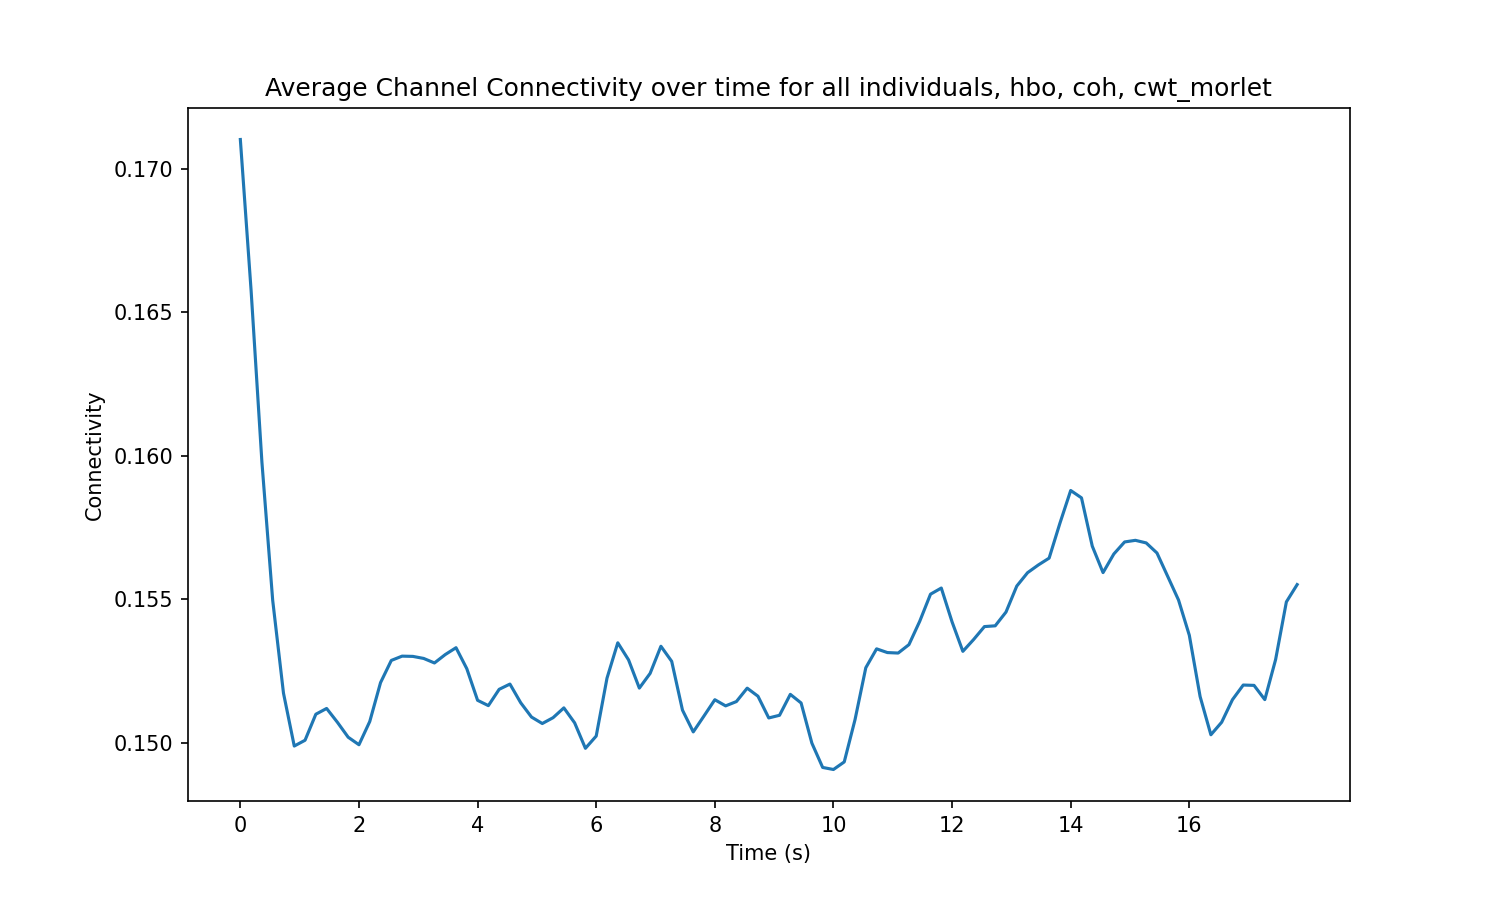 Average Channel Connectivity over time for all individuals, hbo, coh, cwt_morlet
0.170
0.165
0.160
0.155
0.150
Connectivity
0 2 4 6 8 10 12 14 16
Time (s)